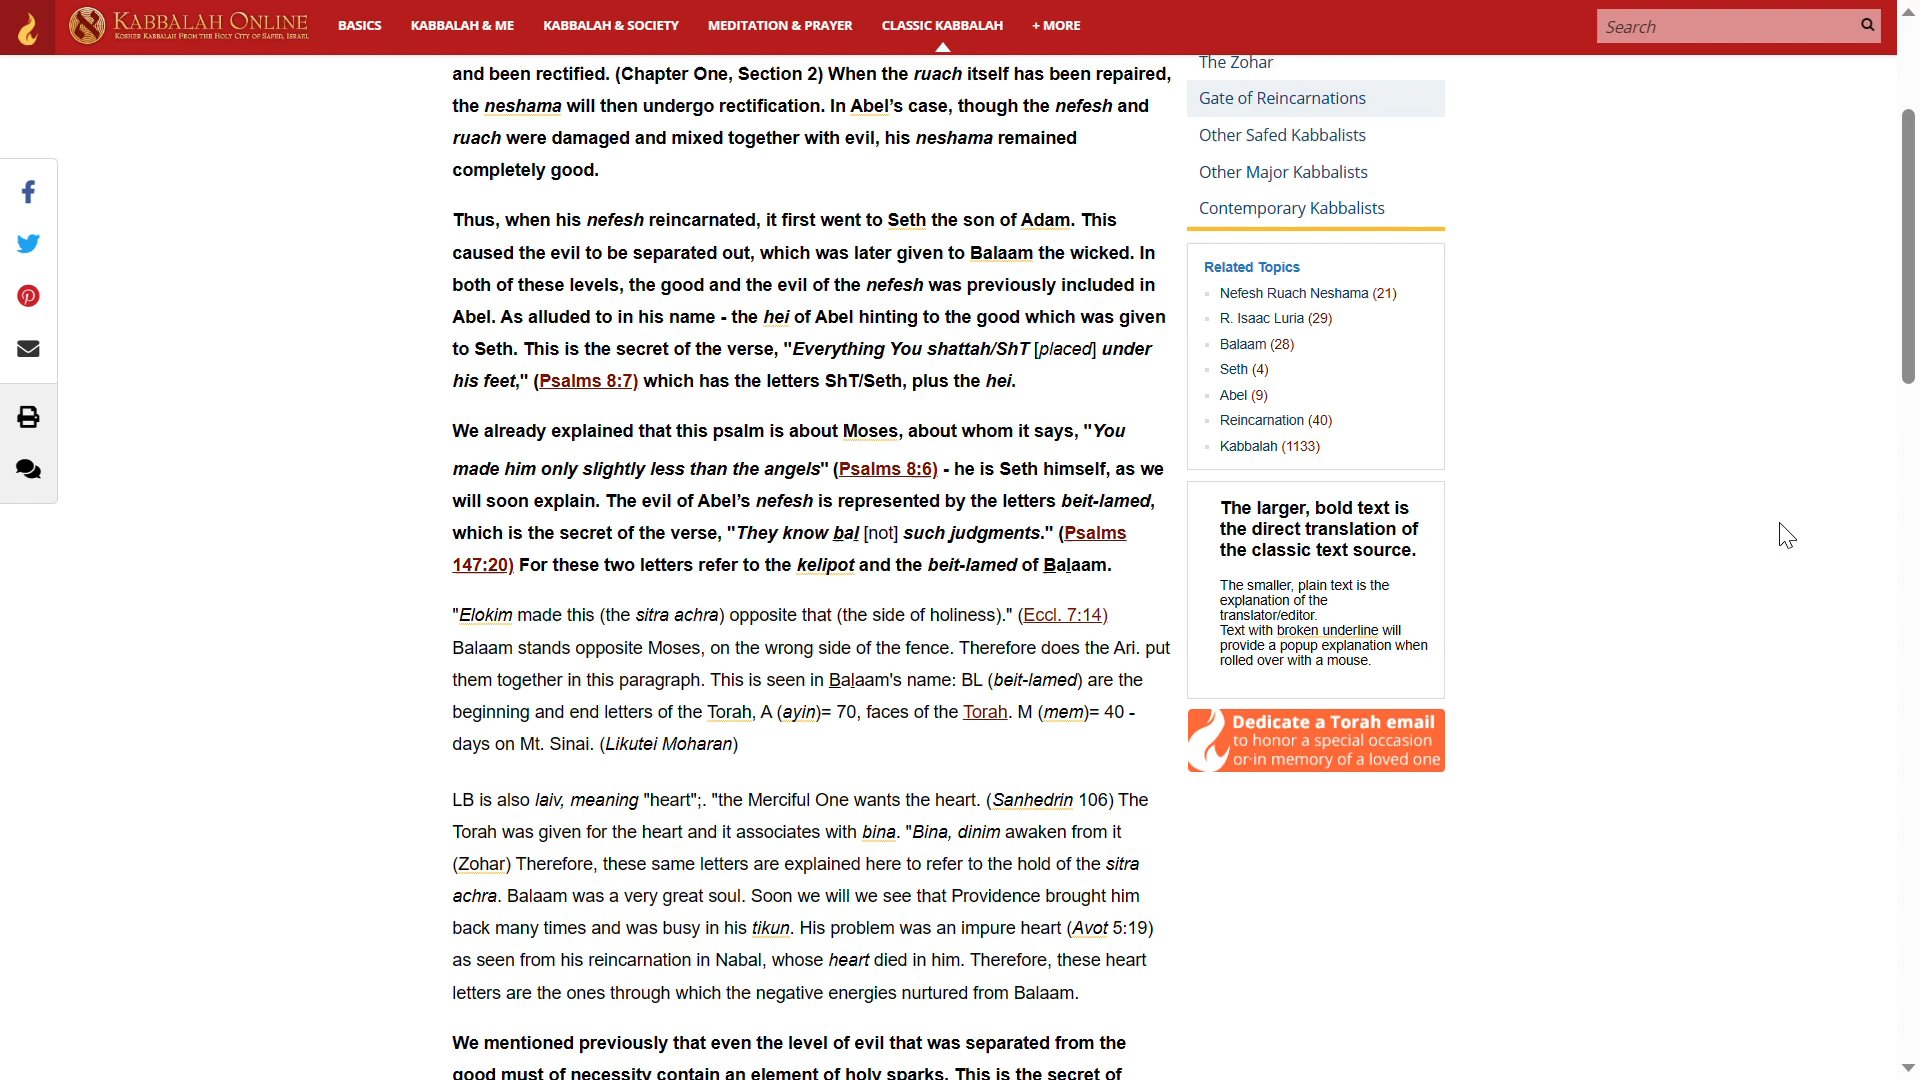 KABBALAH ONLINE
KOSHER KABBALAH FROM THE HOLY CITY OF SAFED, ISRAEL
BASICS
KABBALAH & ME
KABBALAH & SOCIETY
MEDITATION & PRAYER
CLASSIC KABBALAH
+ MORE
Search
and been rectified. (Chapter One, Section 2) When the ruach itself has been repaired,
the neshama will then undergo rectification. In Abel’s case, though the nefesh and
ruach were damaged and mixed together with evil, his neshama remained
completely good.
Thus, when his nefesh reincarnated, it first went to Seth the son of Adam. This
caused the evil to be separated out, which was later given to Balaam the wicked. In
both of these levels, the good and the evil of the nefesh was previously included in
Abel. As alluded to in his name - the hei of Abel hinting to the good which was given
to Seth. This is the secret of the verse, "Everything You shattah/ShT [placed] under
his feet," (Psalms 8:7) which has the letters ShT/Seth, plus the hei.
We already explained that this psalm is about Moses, about whom it says, "You
made him only slightly less than the angels" (Psalms 8:6) - he is Seth himself, as we
will soon explain. The evil of Abel’s nefesh is represented by the letters beit-lamed,
which is the secret of the verse, "They know bal [not] such judgments." (Psalms
147:20) For these two letters refer to the kelipot and the beit-lamed of Balaam.
"Elokim made this (the sitra achra) opposite that (the side of holiness)." (Eccl. 7:14)
Balaam stands opposite Moses, on the wrong side of the fence. Therefore does the Ari. put
them together in this paragraph. This is seen in Balaam's name: BL (beit-lamed) are the
beginning and end letters of the Torah, A (ayin)= 70, faces of the Torah. M (mem)= 40 -
days on Mt. Sinai. (Likutei Moharan)
LB is also laiv, meaning "heart";. "the Merciful One wants the heart. (Sanhedrin 106) The
Torah was given for the heart and it associates with bina. "Bina, dinim awaken from it
(Zohar) Therefore, these same letters are explained here to refer to the hold of the sitra
achra. Balaam was a very great soul. Soon we will we see that Providence brought him
back many times and was busy in his tikun. His problem was an impure heart (Avot 5:19)
as seen from his reincarnation in Nabal, whose heart died in him. Therefore, these heart
letters are the ones through which the negative energies nurtured from Balaam.
We mentioned previously that even the level of evil that was separated from the
good must of necessity contain an element of holy sparks. This is the secret of
The Zohar
Gate of Reincarnations
Other Safed Kabbalists
Other Major Kabbalists
Contemporary Kabbalists
Related Topics
Nefesh Ruach Neshama (21)
R. Isaac Luria (29)
Balaam (28)
Seth (4)
Abel (9)
Reincarnation (40)
Kabbalah (1133)
The larger, bold text is
the direct translation of
the classic text source.
The smaller, plain text is the
explanation of the
translator/editor.
Text with broken underline will
provide a popup explanation when
rolled over with a mouse.
Dedicate a Torah email
to honor a special occasion
or in memory of a loved one